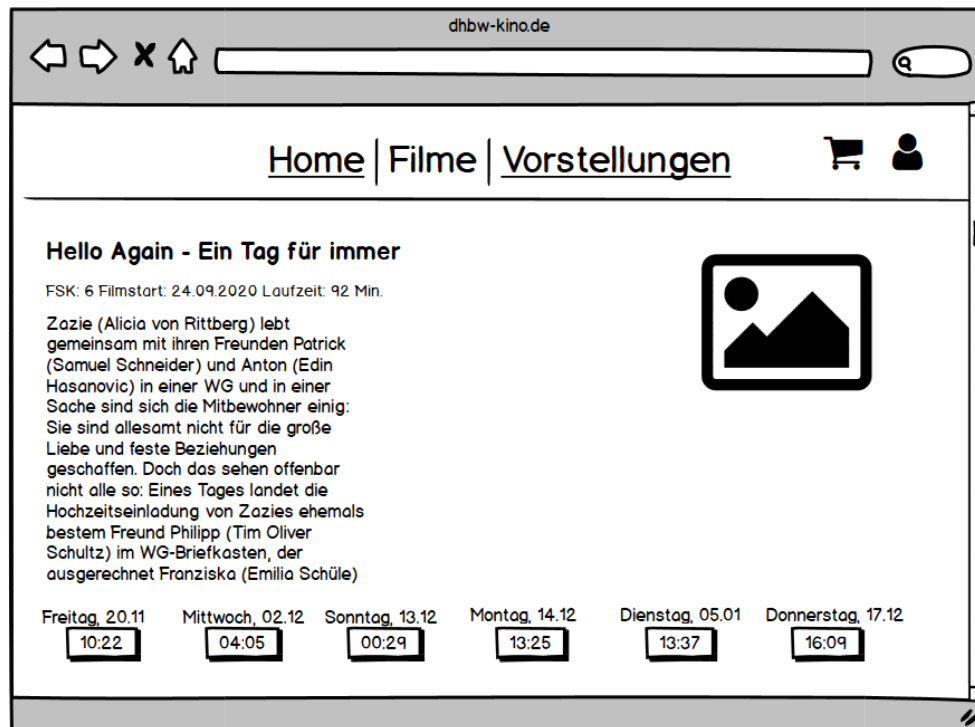 dhbw-kino.de
Home Filme Vorstellungen
Hello Again - Ein Tag für immer
FSK: 6 Filmstart: 24.09.2020 Laufzeit: 92 Min.
Zazie (Alicia von Rittberg) lebt
gemeinsam mit ihren Freunden Patrick
(Samuel Schneider) und Anton (Edin
Hasanovic) in einer WG und in einer
Sache sind sich die Mitbewohner einig:
Sie sind allesamt nicht für die große
Liebe und feste Beziehungen
geschaffen. Doch das sehen offenbar
nicht alle so: Eines Tages landet die
Hochzeitseinladung von Zazies ehemals
bestem Freund Philipp (Tim Oliver
Schultz) im WG-Briefkasten, der
ausgerechnet Franziska (Emilia Schüle)
Freitag, 20.11 Mittwoch, 02.12 Sonntag, 13.12 Montag, 14.12 Dienstag, 05.01 Donnerstag, 17.12
10:22 04:05 00:29 13:25 13:37 16:09